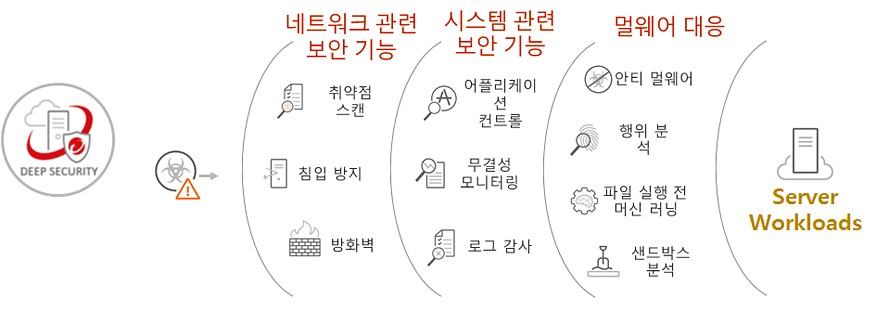 DEEP SECURITY
네트워크 관련
보안 기능
취약점
스캔
침입 방지
방화벽
시스템 관련
보안 기능
어플리케이
션
컨트롤
무결성
모니터링
로그 감사
멀웨어 대응
안티 멀웨어
행위 분
석
파일 실행 전
머신 러닝
샌드박스
분석
Server
Workloads